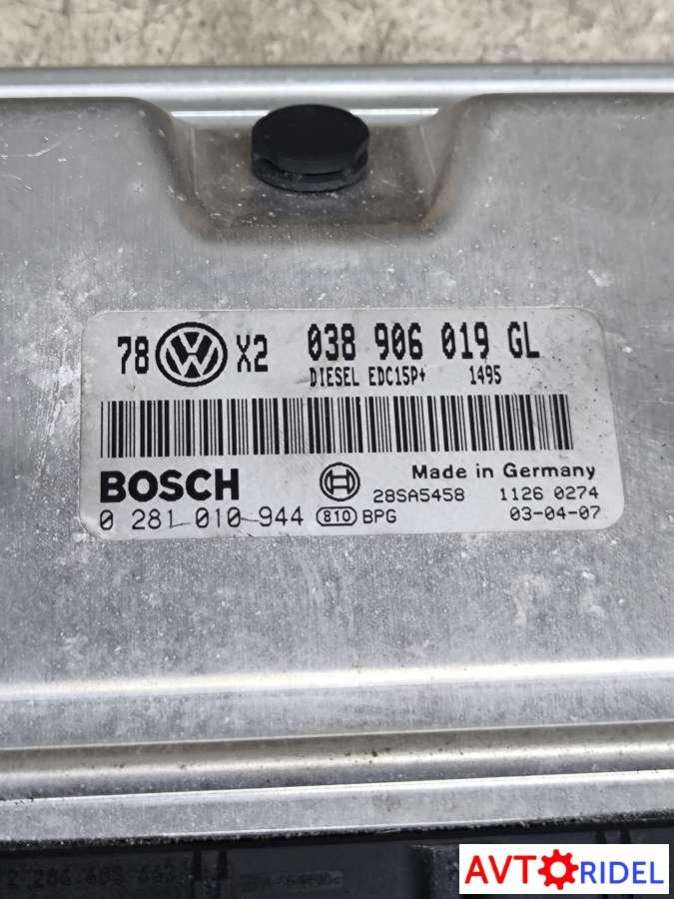 78 VW X2 038 906 019 GL
DIESEL EDC15P+ 1495
BOSCH Made in Germany
28SA5458 1126 0274
0 281 010 944 810 BPG 03-04-07
AVTORIDEL